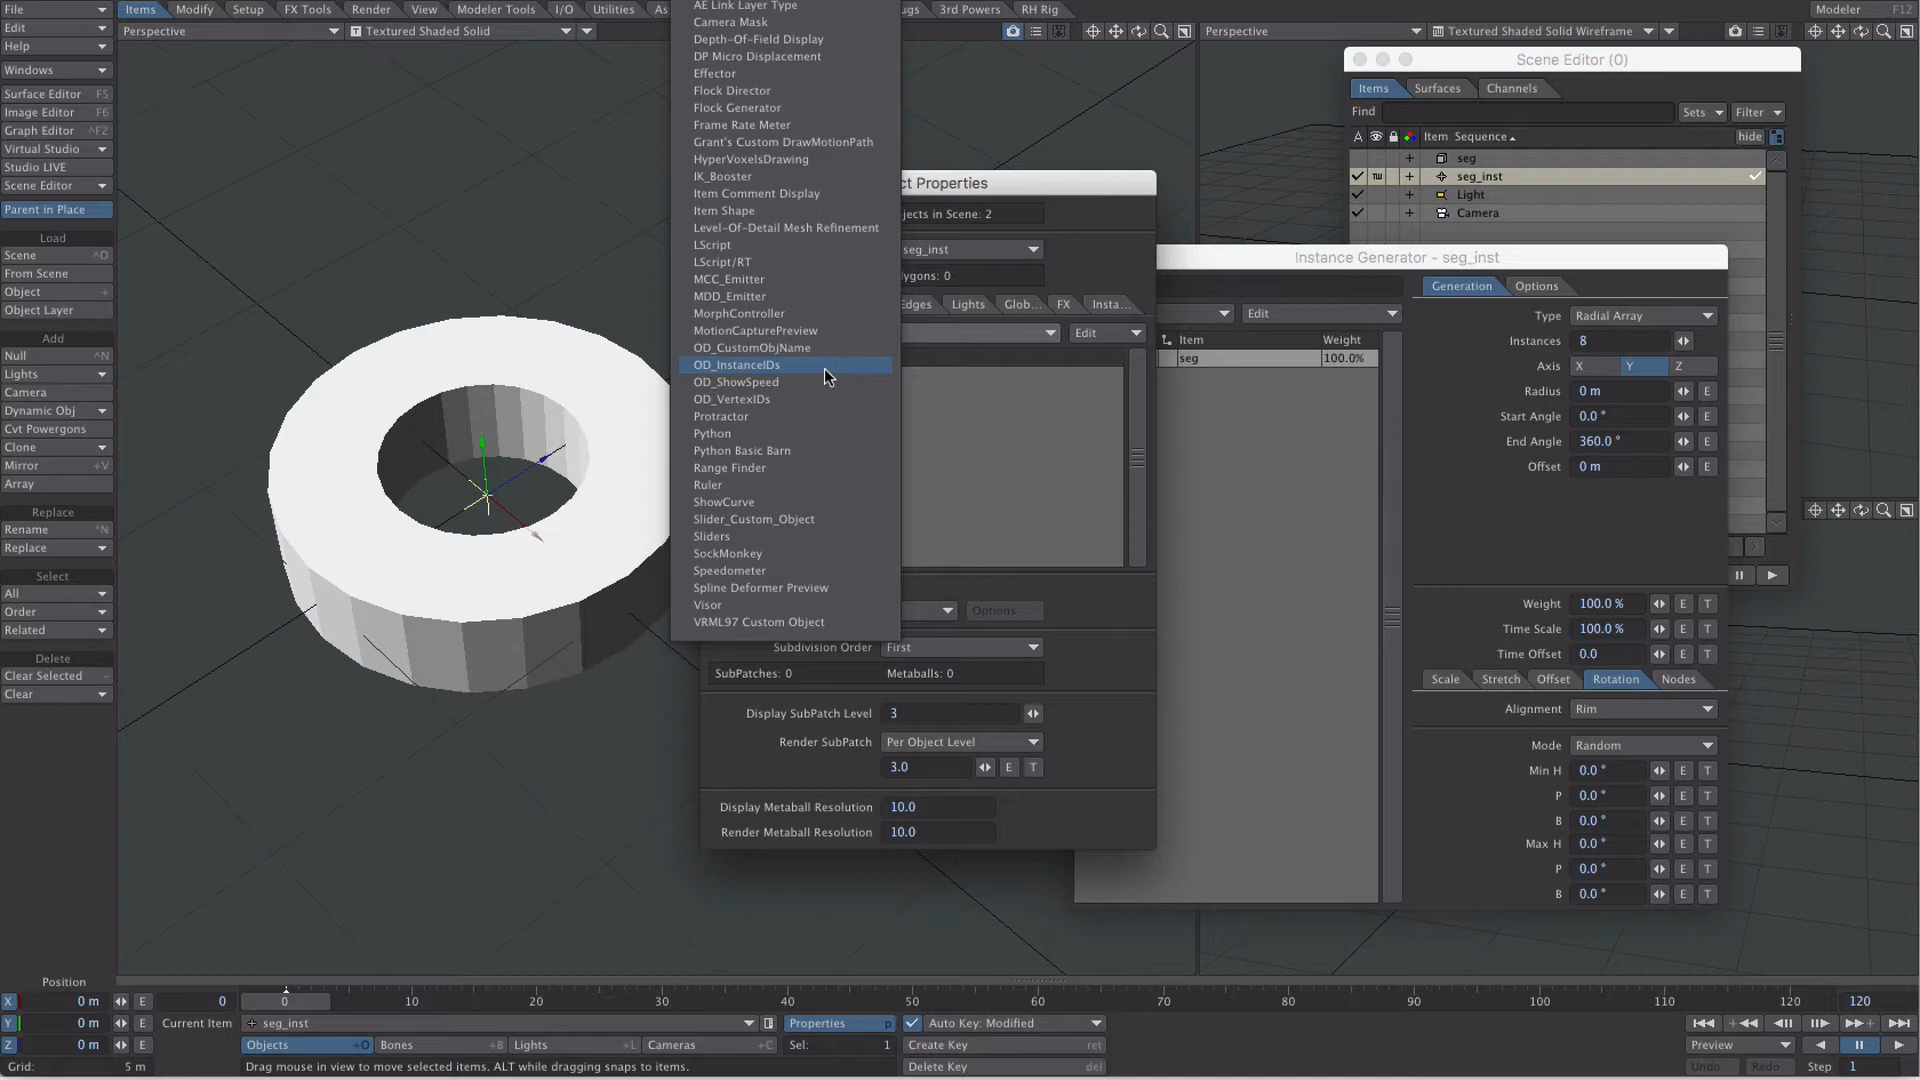 File
Edit
Help
Windows
Surface Editor F5
Image Editor F6
Graph Editor ^F2
Virtual Studio
Studio LIVE
Scene Editor
Parent in Place
Load
Scene ^O
From Scene
Object +
Object Layer
Add
Null ^N
Lights
Camera
Dynamic Obj
Cvt Powergons
Clone
Mirror +V
Array
Replace
Rename ^N
Replace
Select
All
Order
Related
Delete
Clear Selected -
Clear
Items Modify Setup FX Tools Render View Modeler Tools I/O Utilities As ugs 3rd Powers RH Rig Modeler F12
Perspective Textured Shaded Solid
Perspective Textured Shaded Solid Wireframe
AE Link Layer Type
Camera Mask
Depth-Of-Field Display
DP Micro Displacement
Effector
Flock Director
Flock Generator
Frame Rate Meter
Grant's Custom DrawMotionPath
HyperVoxelsDrawing
IK_Booster
Item Comment Display
Item Shape
Level-Of-Detail Mesh Refinement
LScript
LScript/RT
MCC_Emitter
MDD_Emitter
MorphController
MotionCapturePreview
OD_CustomObjName
OD_InstanceIDs
OD_ShowSpeed
OD_VertexIDs
Protractor
Python
Python Basic Barn
Range Finder
Ruler
ShowCurve
Slider_Custom_Object
Sliders
SockMonkey
Speedometer
Spline Deformer Preview
Visor
VRML97 Custom Object
ct Properties
jects in Scene: 2
seg_inst
lygons: 0
Edges Lights Glob... FX Insta...
Edit
Options
Subdivision Order First
SubPatches: 0 Metaballs: 0
Display SubPatch Level 3
Render SubPatch Per Object Level
3.0 E T
Display Metaball Resolution 10.0
Render Metaball Resolution 10.0
Scene Editor (0)
Items Surfaces Channels
Find Sets Filter
A Item Sequence hide
+ seg
+ seg_inst
+ Light
+ Camera
Instance Generator - seg_inst
Edit
Item Weight
seg 100.0%
Generation Options
Type Radial Array
Instances 8
Axis X Y Z
Radius 0 m E
Start Angle 0.0 ° E
End Angle 360.0 ° E
Offset 0 m E
Weight 100.0 % E T
Time Scale 100.0 % E T
Time Offset 0.0 E T
Scale Stretch Offset Rotation Nodes
Alignment Rim
Mode Random
Min H 0.0 ° E T
P 0.0 ° E T
B 0.0 ° E T
Max H 0.0 ° E T
P 0.0 ° E T
B 0.0 ° E T
Position
X 0 m E 0 0 10 20 30 40 50 60 70 80 90 100 110 120 120
Y 0 m E Current Item seg_inst Properties p Auto Key: Modified
Z 0 m E Objects +O Bones +B Lights +L Cameras +C Sel: 1 Create Key ret Preview
Grid: 5 m Drag mouse in view to move selected items. ALT while dragging snaps to items. Delete Key del Undo Redo Step 1